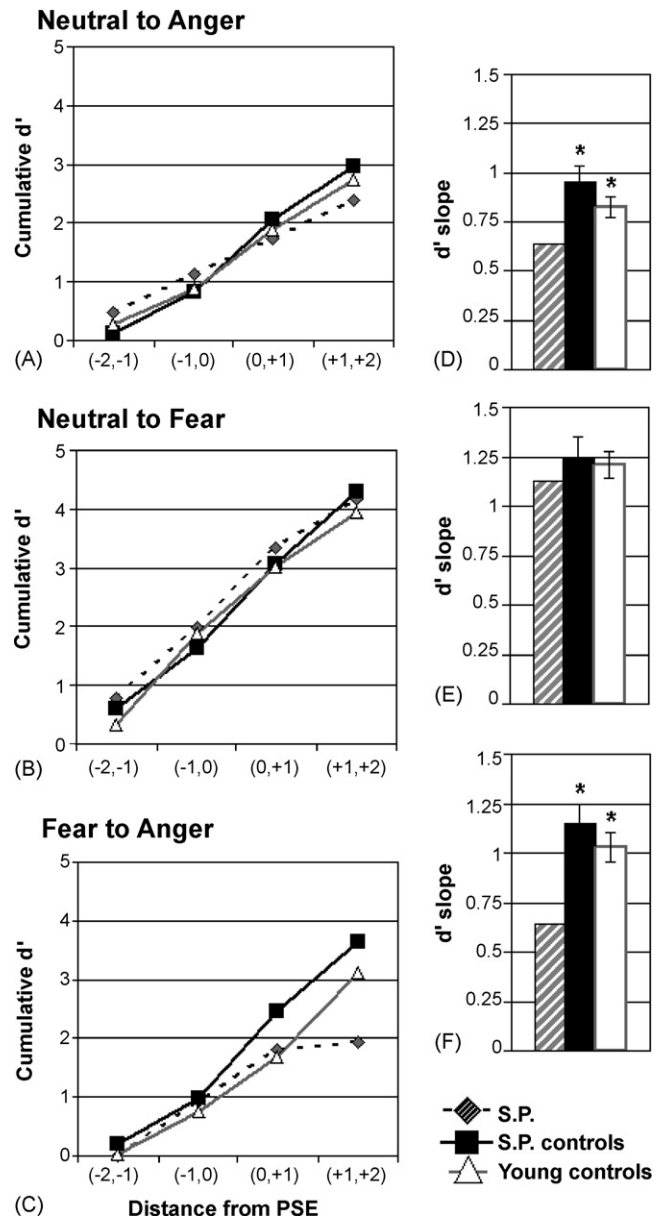 Neutral to Anger
5
4
3
2
1
0
Cumulative d'
(-2,-1) (-1,0) (0,+1) (+1,+2)
(A)
1.5
1.25
1
0.75
0.5
0.25
0
d' slope
* *
(D)
Neutral to Fear
5
4
3
2
1
0
Cumulative d'
(-2,-1) (-1,0) (0,+1) (+1,+2)
(B)
1.5
1.25
1
0.75
0.5
0.25
0
d' slope
(E)
Fear to Anger
5
4
3
2
1
0
Cumulative d'
(-2,-1) (-1,0) (0,+1) (+1,+2)
(C)
Distance from PSE
1.5
1.25
1
0.75
0.5
0.25
0
d' slope
* *
(F)
S.P.
S.P. controls
Young controls